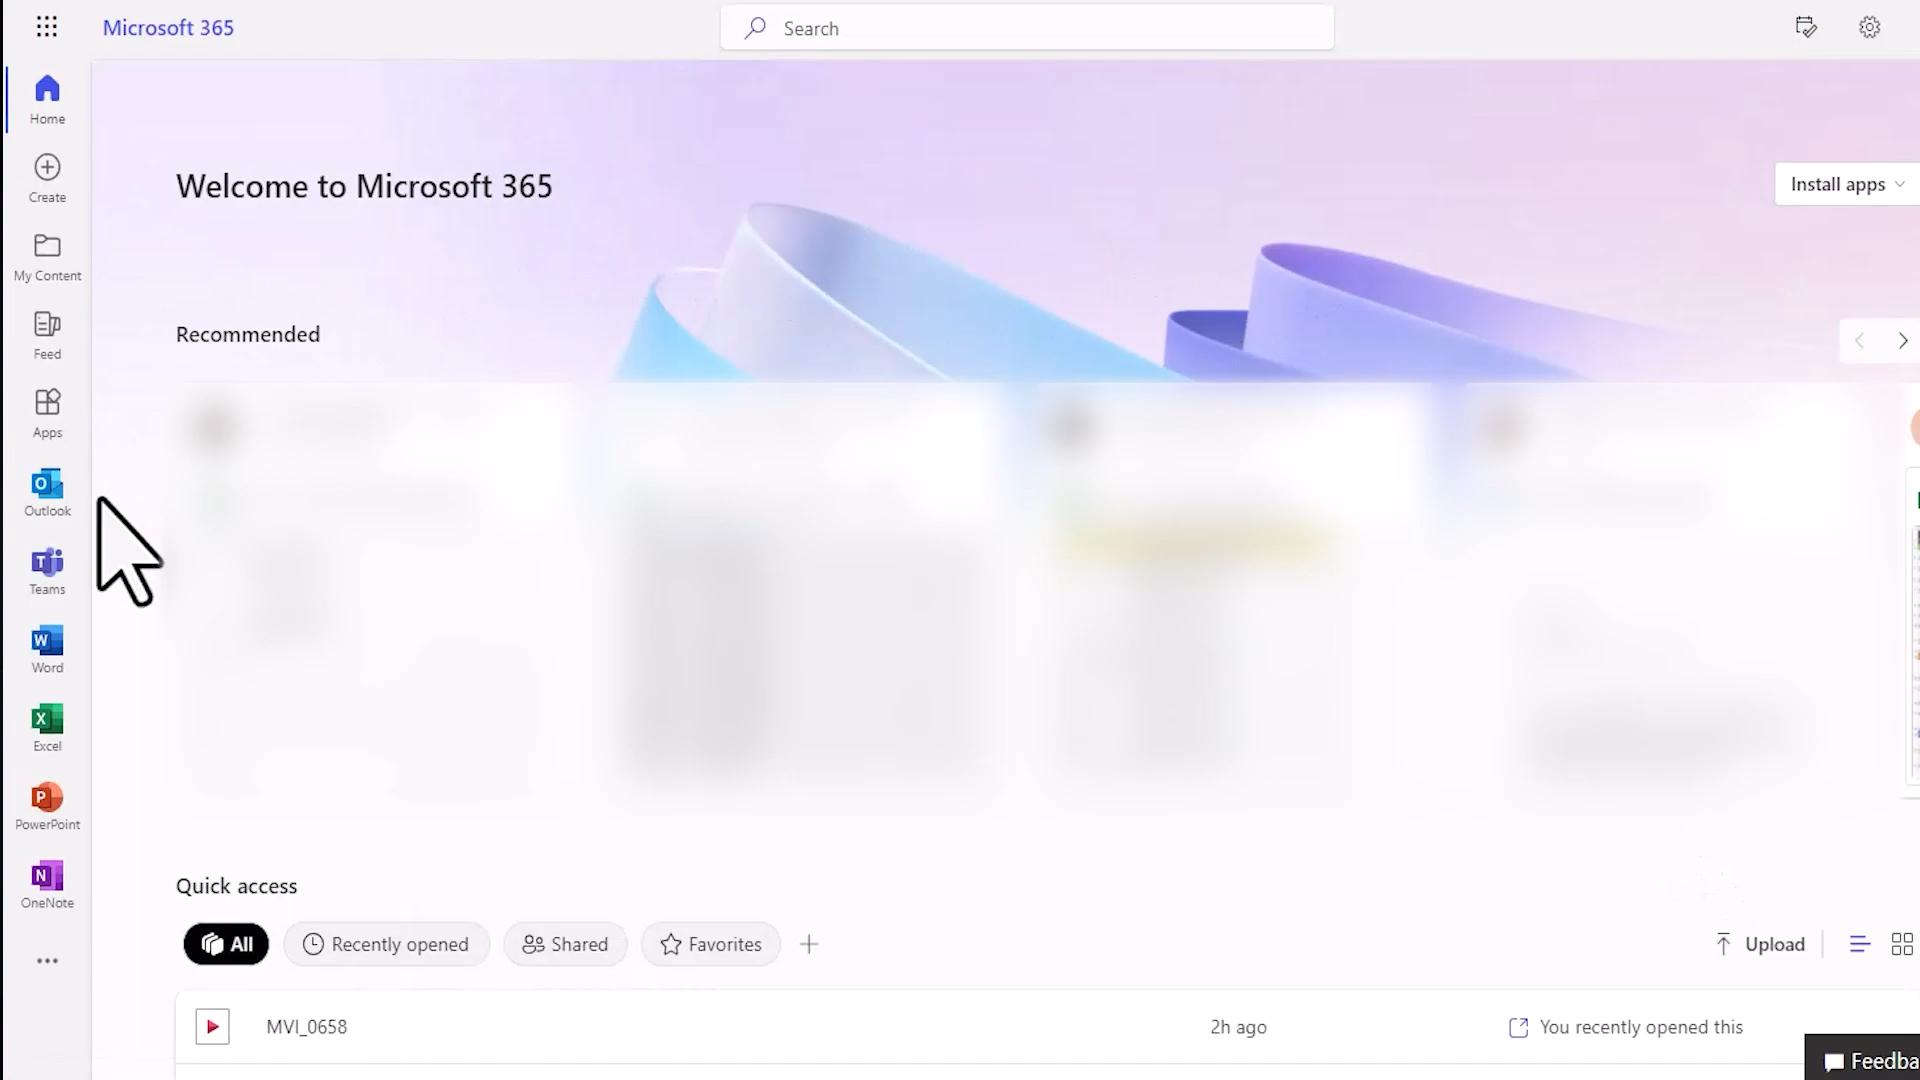 Microsoft 365
Search
Home
Create
My Content
Feed
Apps
Outlook
Teams
Word
Excel
PowerPoint
OneNote
Welcome to Microsoft 365
Install apps
Recommended
Quick access
All
Recently opened
Shared
Favorites
Upload
MVI_0658
2h ago
You recently opened this
Feedba